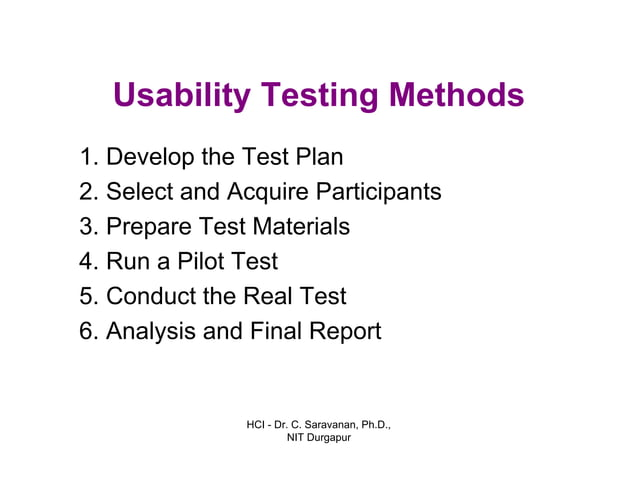 Usability Testing Methods
1. Develop the Test Plan
2. Select and Acquire Participants
3. Prepare Test Materials
4. Run a Pilot Test
5. Conduct the Real Test
6. Analysis and Final Report
HCI - Dr. C. Saravanan, Ph.D.,
NIT Durgapur